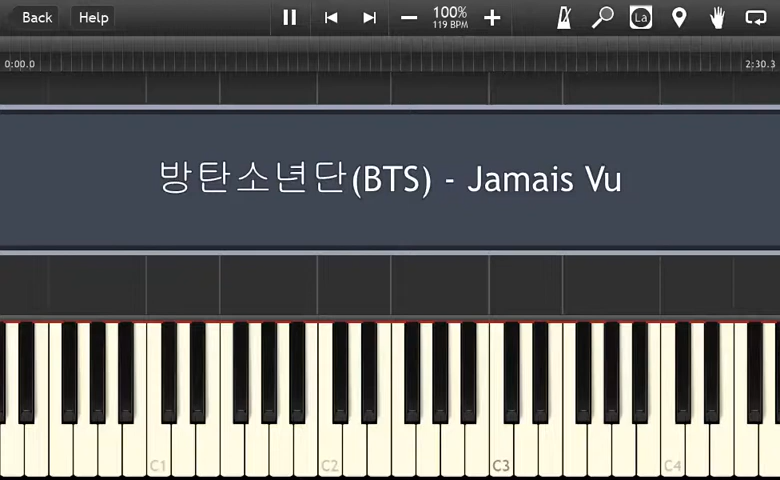 Back Help 100% La
119 BPM
0:00.0 2:30.3
방탄소년단(BTS) - Jamais Vu
C1 C2 C3 C4